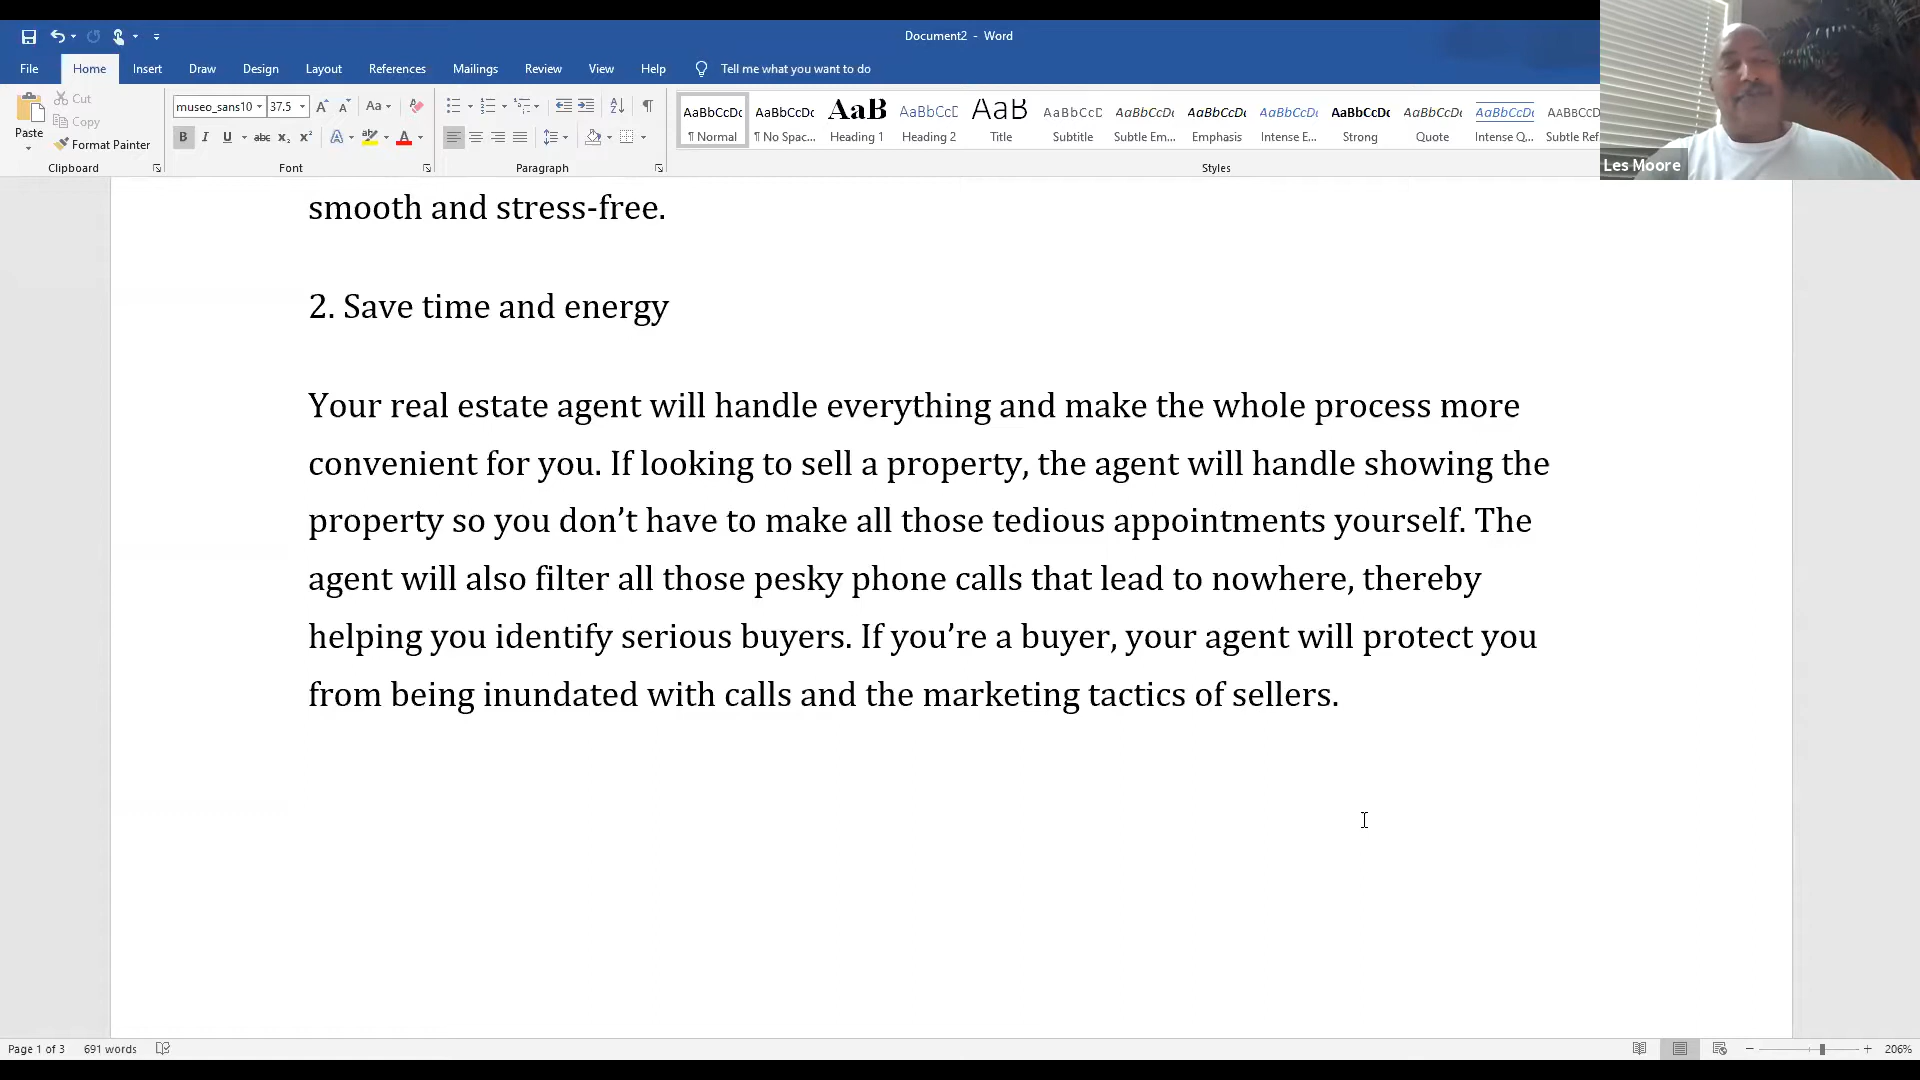 Document2 - Word
File Home Insert Draw Design Layout References Mailings Review View Help Tell me what you want to do
Paste
Cut
Copy
Format Painter
Clipboard
museo_sans10 37.5 Aa
B I U abc x₂ x² A A
Font
Paragraph
AaBbCcDc AaBbCcDc AaB AaBbCcD AaB AaBbCcD AaBbCcDc AaBbCcDc AaBbCcDc AaBbCcDc AaBbCcDc AaBbCcDc AaBbCcD
¶ Normal ¶ No Spac... Heading 1 Heading 2 Title Subtitle Subtle Em... Emphasis Intense E... Strong Quote Intense Q... Subtle Ref
Styles
Les Moore
smooth and stress-free.
2. Save time and energy
Your real estate agent will handle everything and make the whole process more
convenient for you. If looking to sell a property, the agent will handle showing the
property so you don’t have to make all those tedious appointments yourself. The
agent will also filter all those pesky phone calls that lead to nowhere, thereby
helping you identify serious buyers. If you’re a buyer, your agent will protect you
from being inundated with calls and the marketing tactics of sellers.
Page 1 of 3 691 words
206%